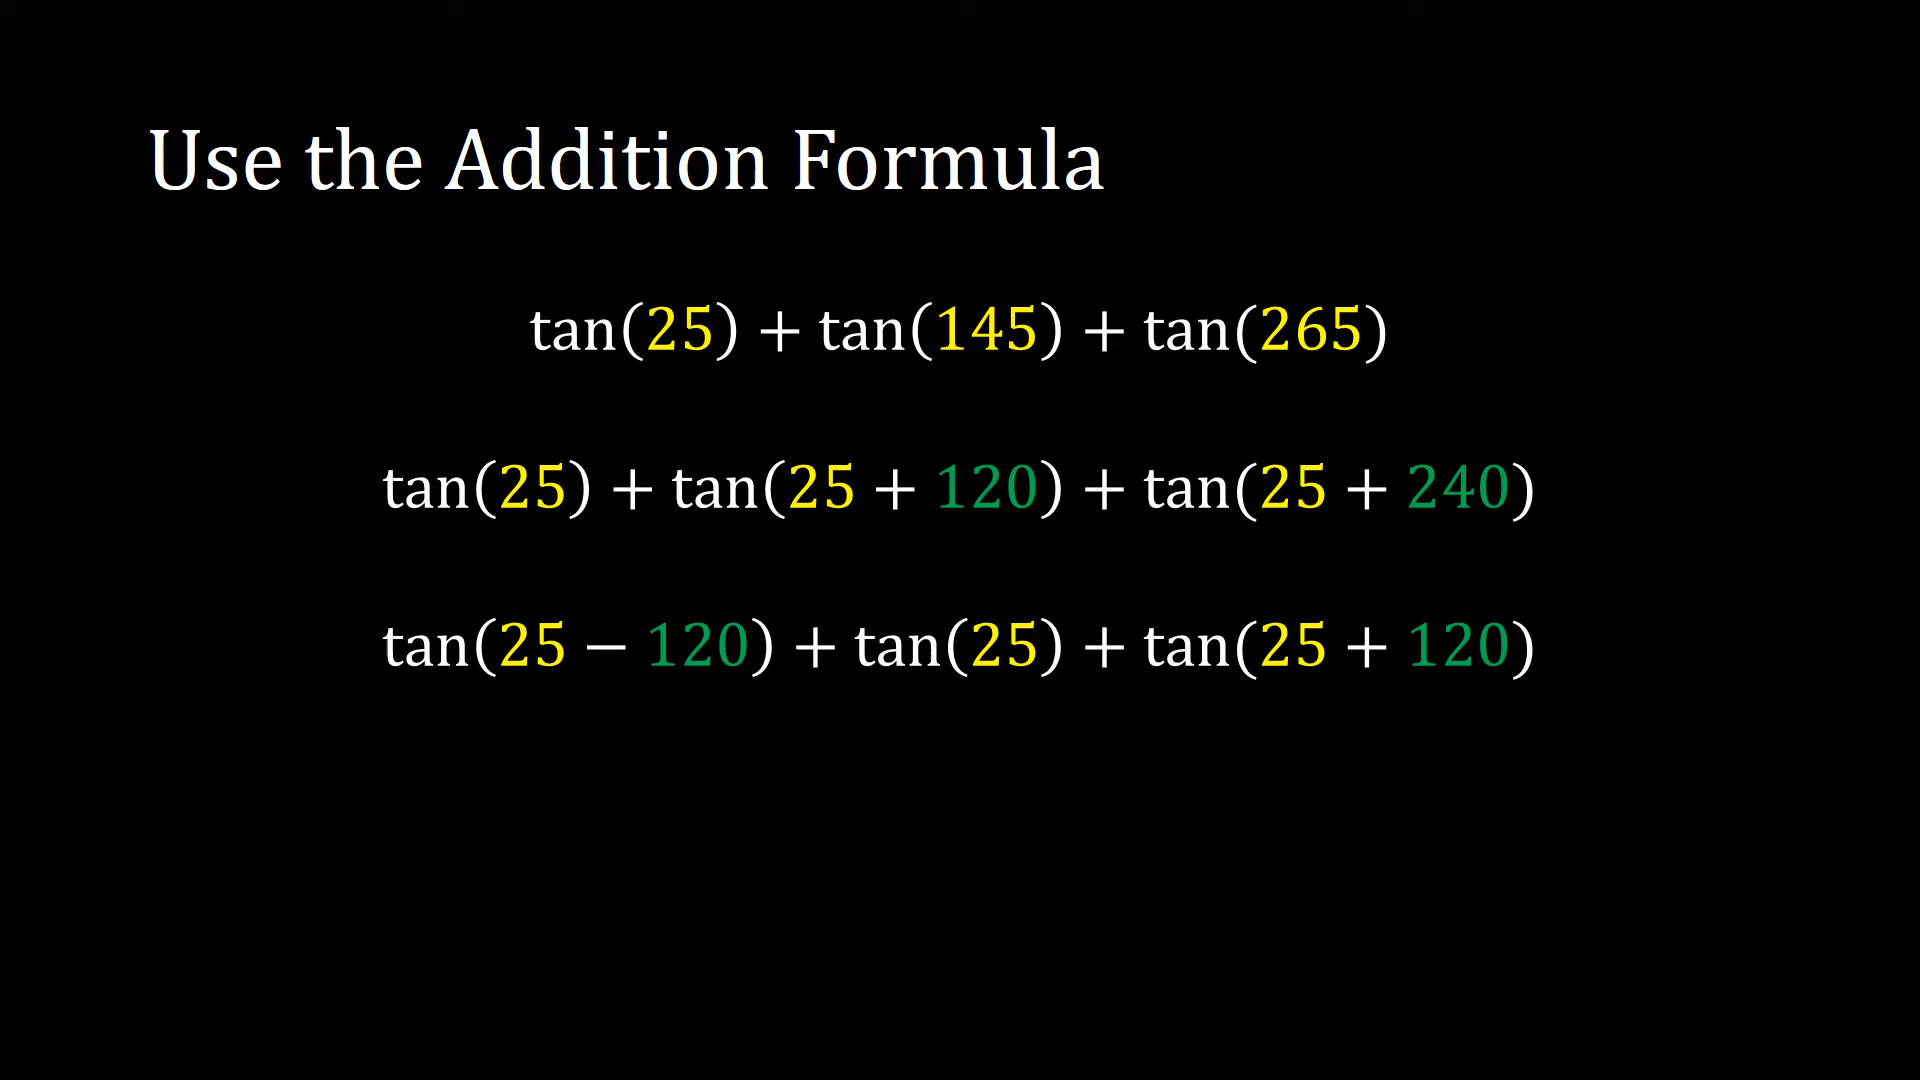 Use the Addition Formula
tan(25) + tan(145) + tan(265)
tan(25) + tan(25 + 120) + tan(25 + 240)
tan(25 − 120) + tan(25) + tan(25 + 120)